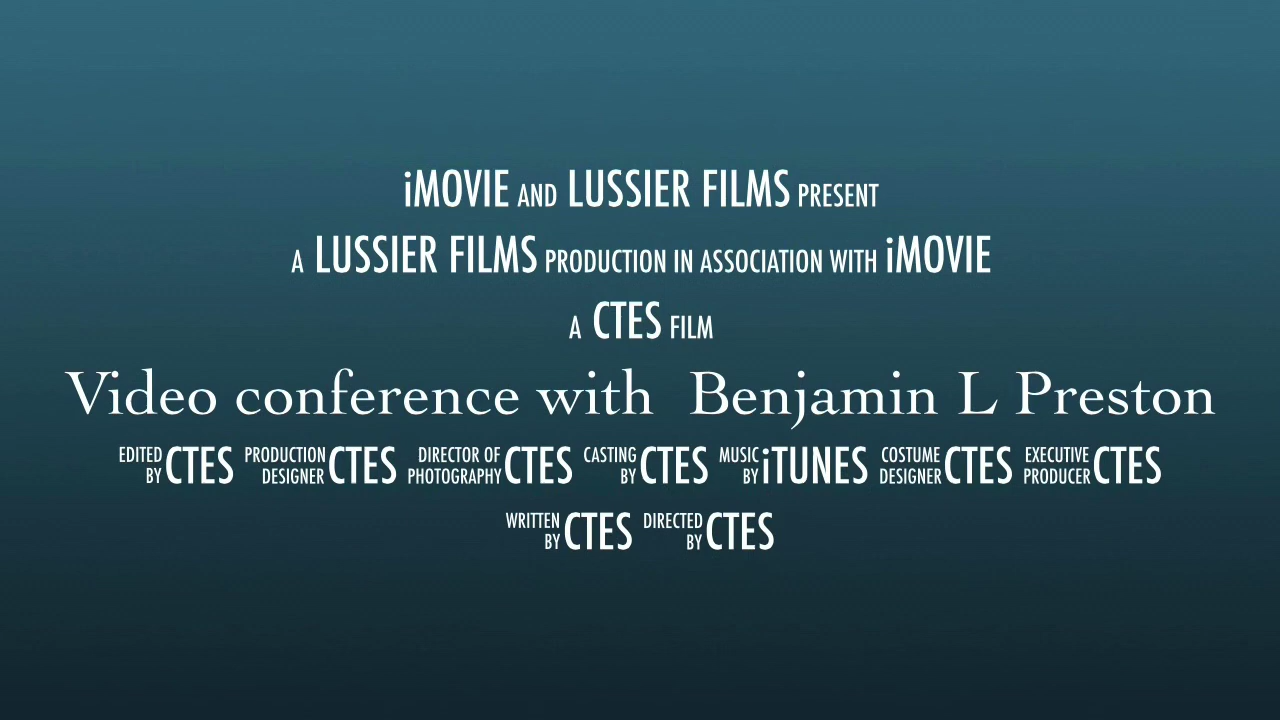 iMOVIE AND LUSSIER FILMS PRESENT
A LUSSIER FILMS PRODUCTION IN ASSOCIATION WITH iMOVIE
A CTES FILM
Video conference with Benjamin L Preston
EDITED BY CTES PRODUCTION DESIGNER CTES DIRECTOR OF PHOTOGRAPHY CTES CASTING BY CTES MUSIC BY iTUNES COSTUME DESIGNER CTES EXECUTIVE PRODUCER CTES
WRITTEN BY CTES DIRECTED BY CTES